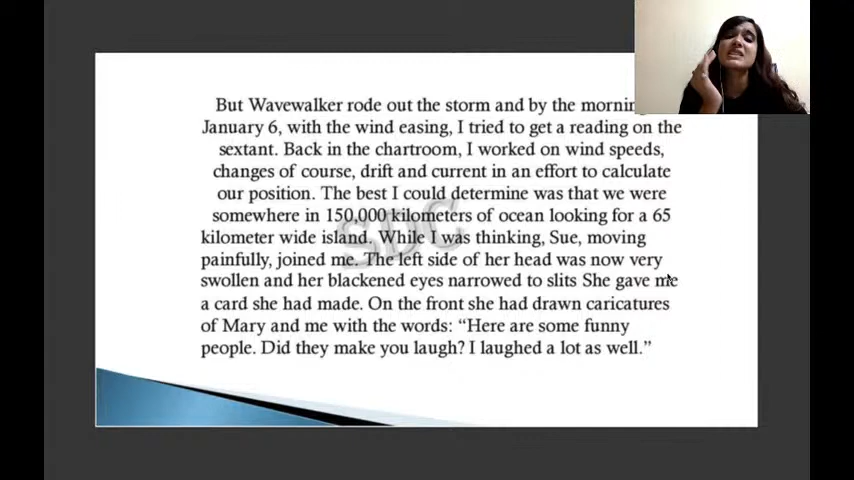 But Wavewalker rode out the storm and by the morning
January 6, with the wind easing, I tried to get a reading on the
sextant. Back in the chartroom, I worked on wind speeds,
changes of course, drift and current in an effort to calculate
our position. The best I could determine was that we were
somewhere in 150,000 kilometers of ocean looking for a 65
kilometer wide island. While I was thinking, Sue, moving
painfully, joined me. The left side of her head was now very
swollen and her blackened eyes narrowed to slits She gave me
a card she had made. On the front she had drawn caricatures
of Mary and me with the words: “Here are some funny
people. Did they make you laugh? I laughed a lot as well.”
SDC